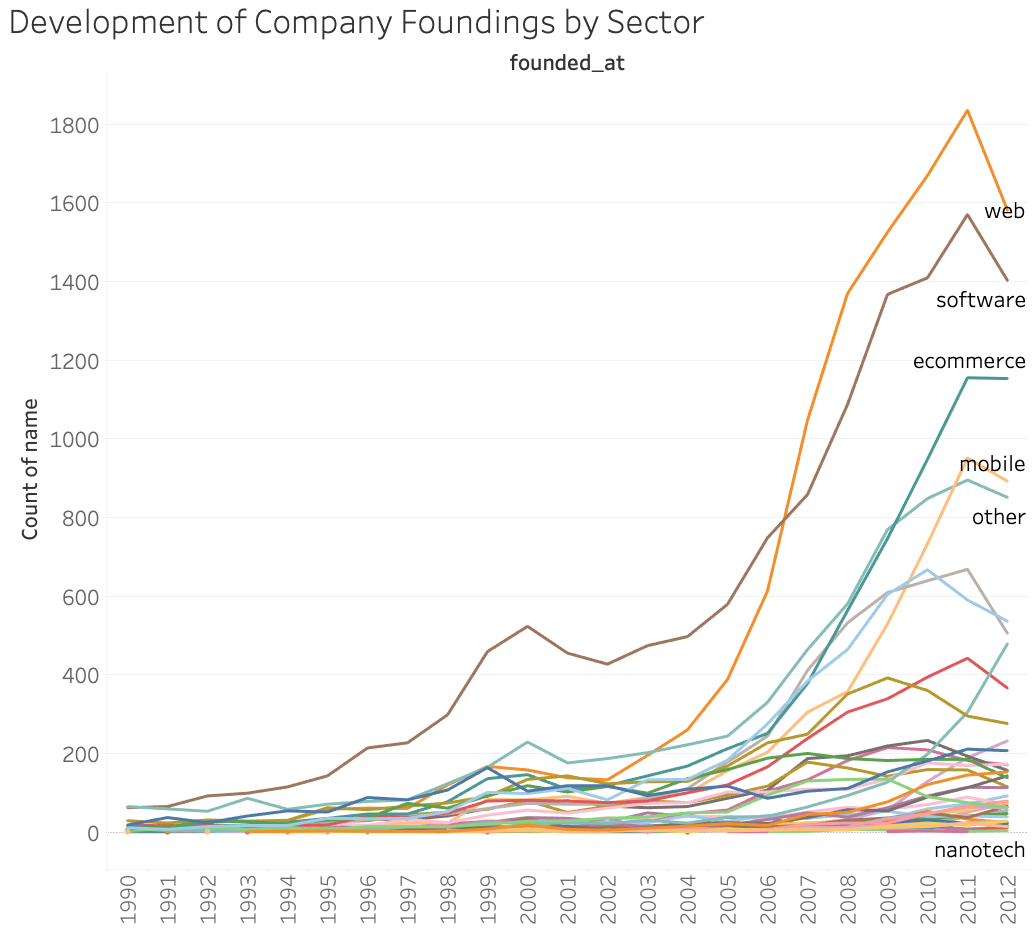 Development of Company Foundings by Sector
founded_at
Count of name
1800
1600
1400
1200
1000
800
600
400
200
0
web
software
ecommerce
mobile
other
nanotech
1990 1991 1992 1993 1994 1995 1996 1997 1998 1999 2000 2001 2002 2003 2004 2005 2006 2007 2008 2009 2010 2011 2012